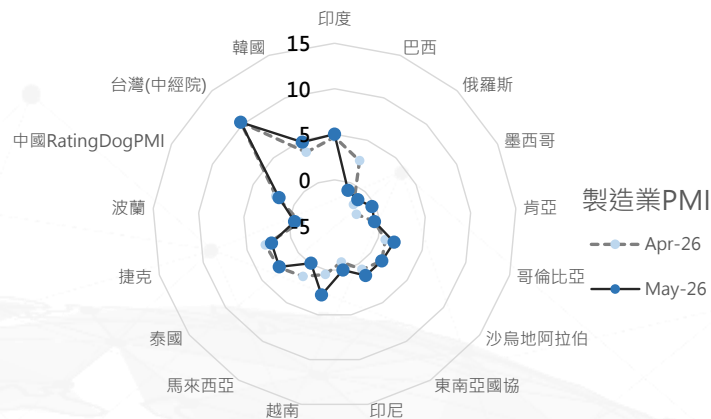 印度
韓國
15
巴西
台灣(中經院)
10
俄羅斯
中國RatingDogPMI
5
墨西哥
0
波蘭
-5
肯亞
製造業PMI
Apr-26
May-26
捷克
哥倫比亞
泰國
沙烏地阿拉伯
馬來西亞
東南亞國協
越南
印尼